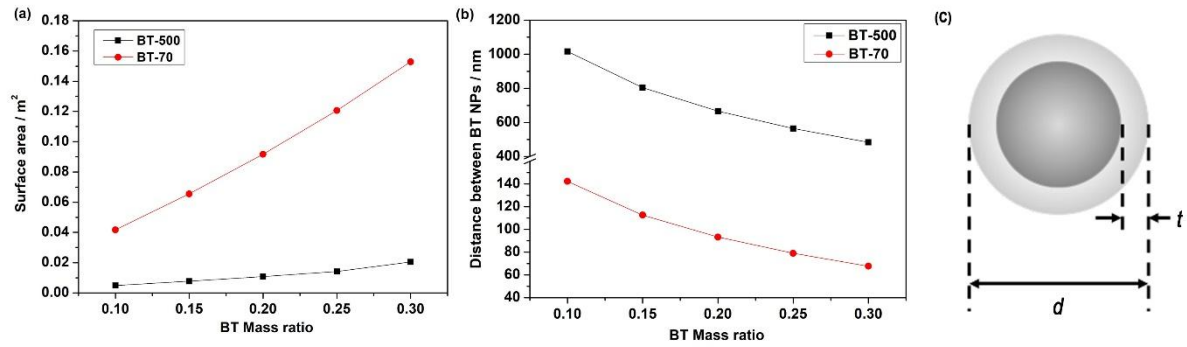 (a)
BT-500
BT-70
Surface area / m²
0.18
0.16
0.14
0.12
0.10
0.08
0.06
0.04
0.02
0.00
0.10 0.15 0.20 0.25 0.30
BT Mass ratio
(b)
BT-500
BT-70
Distance between BT NPs / nm
1200
1000
800
600
400
140
120
100
80
60
40
0.10 0.15 0.20 0.25 0.30
BT Mass ratio
(c)
t
d